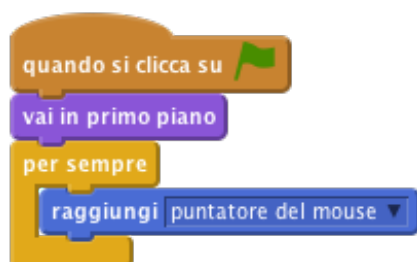 quando si clicca su
vai in primo piano
per sempre
raggiungi puntatore del mouse